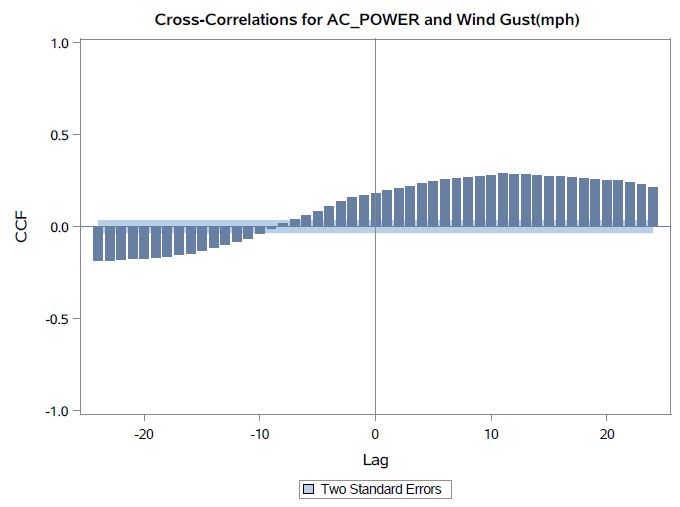 Cross-Correlations for AC_POWER and Wind Gust(mph)
1.0
0.5
0.0
-0.5
-1.0
CCF
-20 -10 0 10 20
Lag
Two Standard Errors